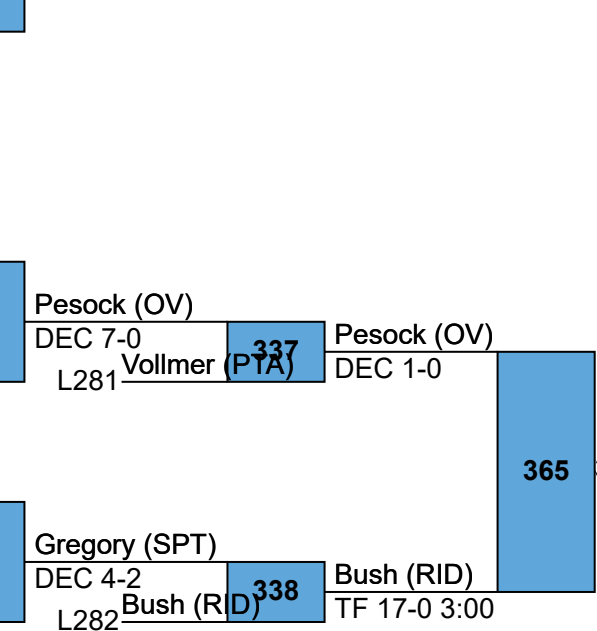 Pesock (OV)
DEC 7-0
337
Vollmer (PTA)
L281
Pesock (OV)
DEC 1-0
365
Gregory (SPT)
DEC 4-2
338
Bush (RID)
L282
Bush (RID)
TF 17-0 3:00